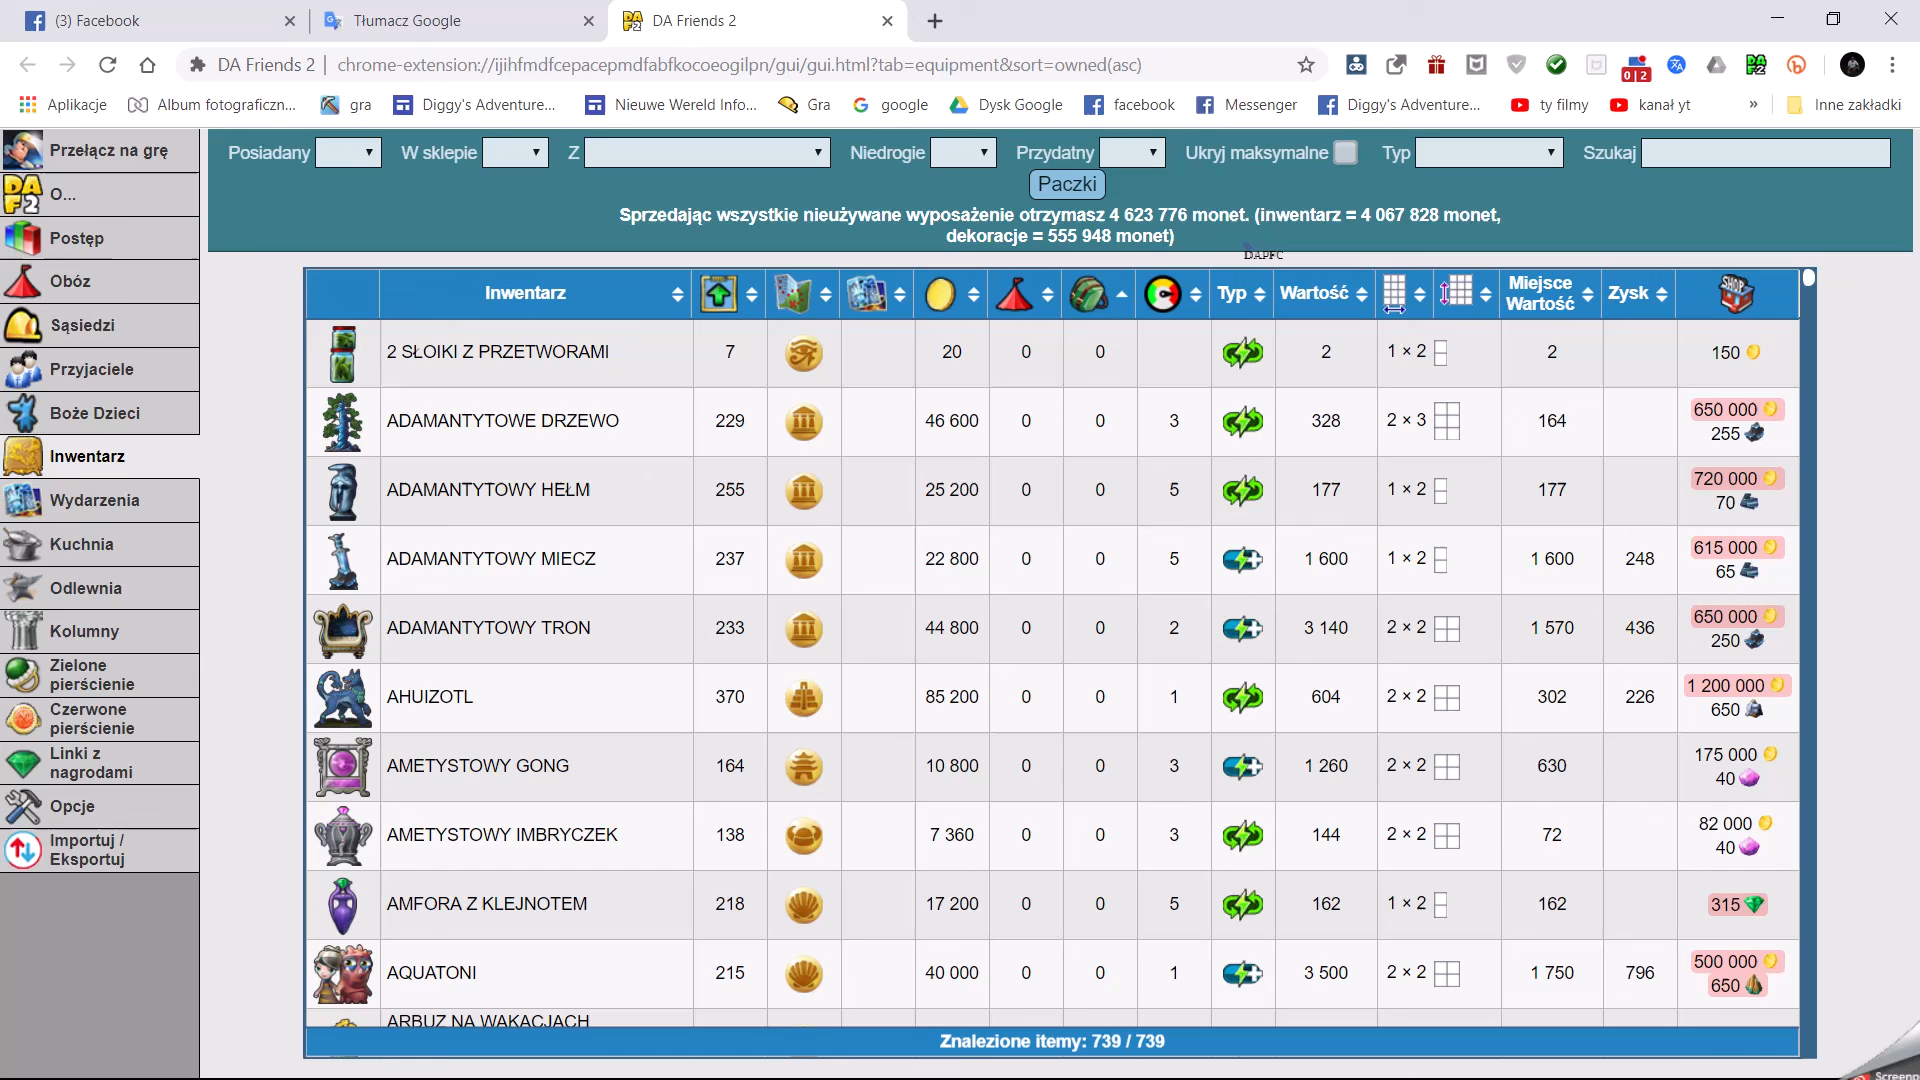 (3) Facebook
Tłumacz Google
DA Friends 2
DA Friends 2 | chrome-extension://ijihfmdfcepacepmdfabfkocoeogilpn/gui/gui.html?tab=equipment&sort=owned(asc)
0 | 2
Aplikacje
Album fotograficzn...
gra
Diggy's Adventure...
Nieuwe Wereld Info...
Gra
google
Dysk Google
facebook
Messenger
Diggy's Adventure...
ty filmy
kanał yt
»
Inne zakładki
Przełącz na grę
O...
Postęp
Obóz
Sąsiedzi
Przyjaciele
Boże Dzieci
Inwentarz
Wydarzenia
Kuchnia
Odlewnia
Kolumny
Zielone
pierścienie
Czerwone
pierścienie
Linki z
nagrodami
Opcje
Importuj /
Eksportuj
Posiadany W sklepie Z Niedrogie Przydatny Ukryj maksymalne Typ Szukaj
Paczki
Sprzedając wszystkie nieużywane wyposażenie otrzymasz 4 623 776 monet. (inwentarz = 4 067 828 monet,
dekoracje = 555 948 monet)
DAPFC
Inwentarz Typ Wartość Miejsce Wartość Zysk SHOP
2 SŁOIKI Z PRZETWORAMI 7 20 0 0 2 1 × 2 2 150
ADAMANTYTOWE DRZEWO 229 46 600 0 0 3 328 2 × 3 164 650 000
255
ADAMANTYTOWY HEŁM 255 25 200 0 0 5 177 1 × 2 177 720 000
70
ADAMANTYTOWY MIECZ 237 22 800 0 0 5 1 600 1 × 2 1 600 248 615 000
65
ADAMANTYTOWY TRON 233 44 800 0 0 2 3 140 2 × 2 1 570 436 650 000
250
AHUIZOTL 370 85 200 0 0 1 604 2 × 2 302 226 1 200 000
650
AMETYSTOWY GONG 164 10 800 0 0 3 1 260 2 × 2 630 175 000
40
AMETYSTOWY IMBRYCZEK 138 7 360 0 0 3 144 2 × 2 72 82 000
40
AMFORA Z KLEJNOTEM 218 17 200 0 0 5 162 1 × 2 162 315
AQUATONI 215 40 000 0 0 1 3 500 2 × 2 1 750 796 500 000
650
ARBUZ NA WAKACJACH
Znalezione itemy: 739 / 739